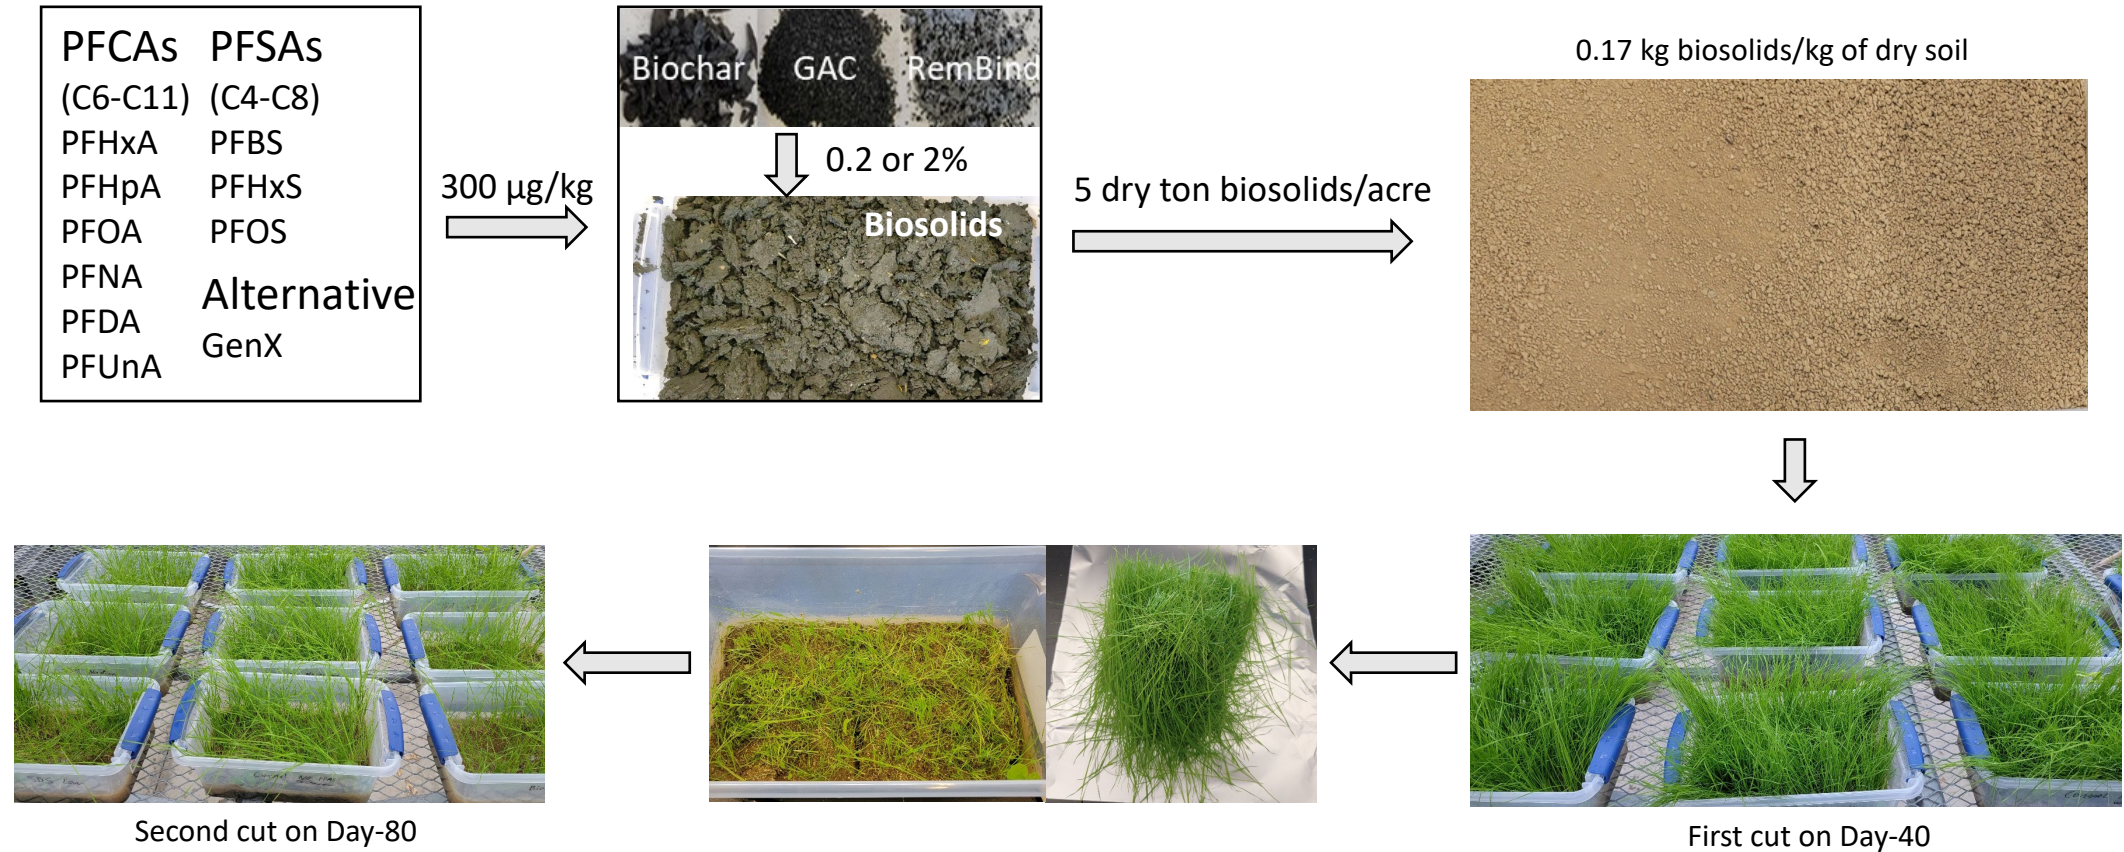 PFCAs PFSAs
(C6-C11) (C4-C8)
PFHxA PFBS
PFHpA PFHxS
PFOA PFOS
PFNA
Alternative
PFDA
GenX
PFUnA
300 µg/kg
Biochar GAC RemBind
0.2 or 2%
Biosolids
5 dry ton biosolids/acre
0.17 kg biosolids/kg of dry soil
First cut on Day-40
Second cut on Day-80